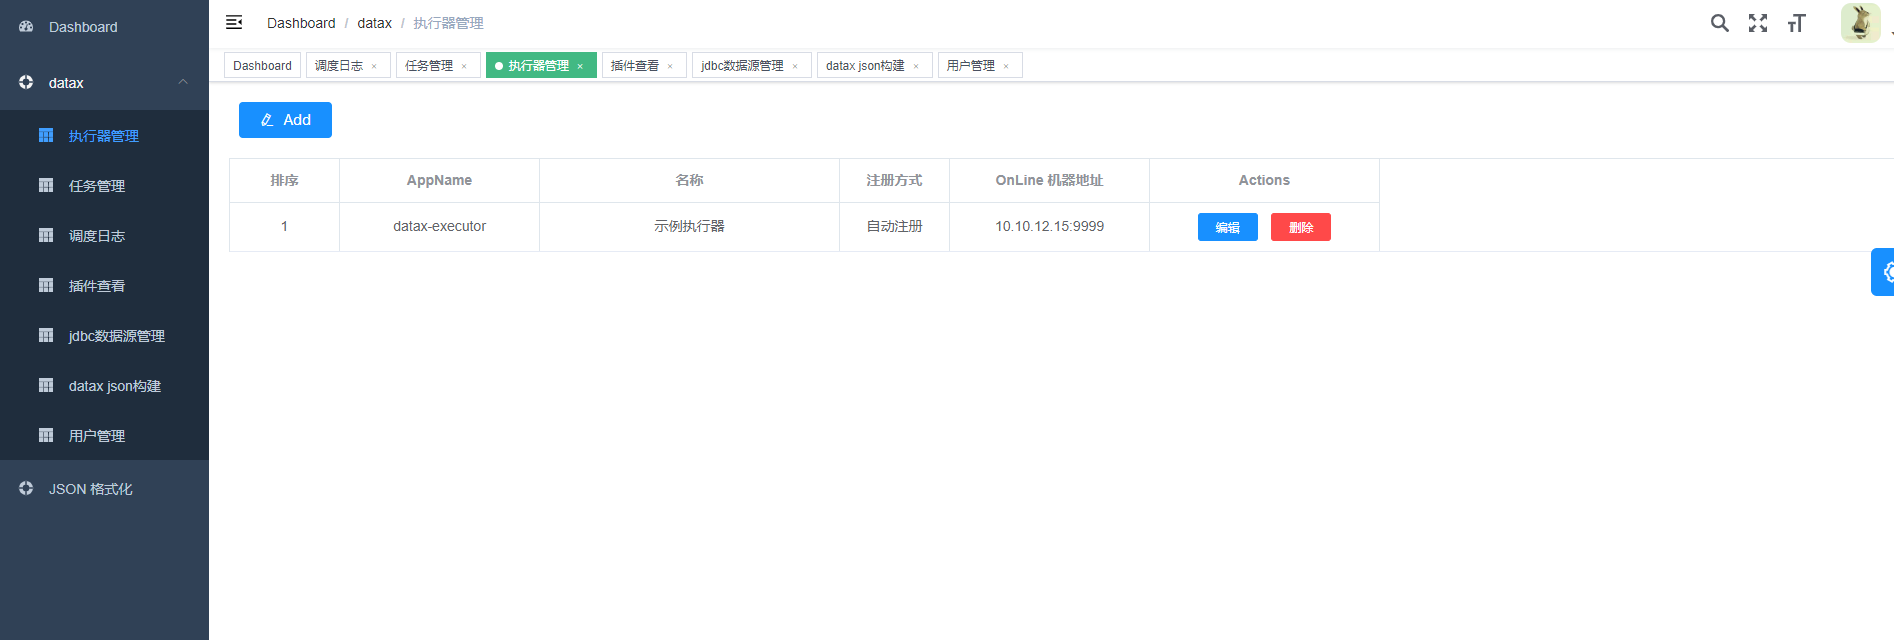 Dashboard
datax
执行器管理
任务管理
调度日志
插件查看
jdbc数据源管理
datax json构建
用户管理
JSON 格式化
Dashboard / datax / 执行器管理
Dashboard 调度日志 × 任务管理 × 执行器管理 × 插件查看 × jdbc数据源管理 × datax json构建 × 用户管理 ×
Add
排序 AppName 名称 注册方式 OnLine 机器地址 Actions
1 datax-executor 示例执行器 自动注册 10.10.12.15:9999 编辑 删除